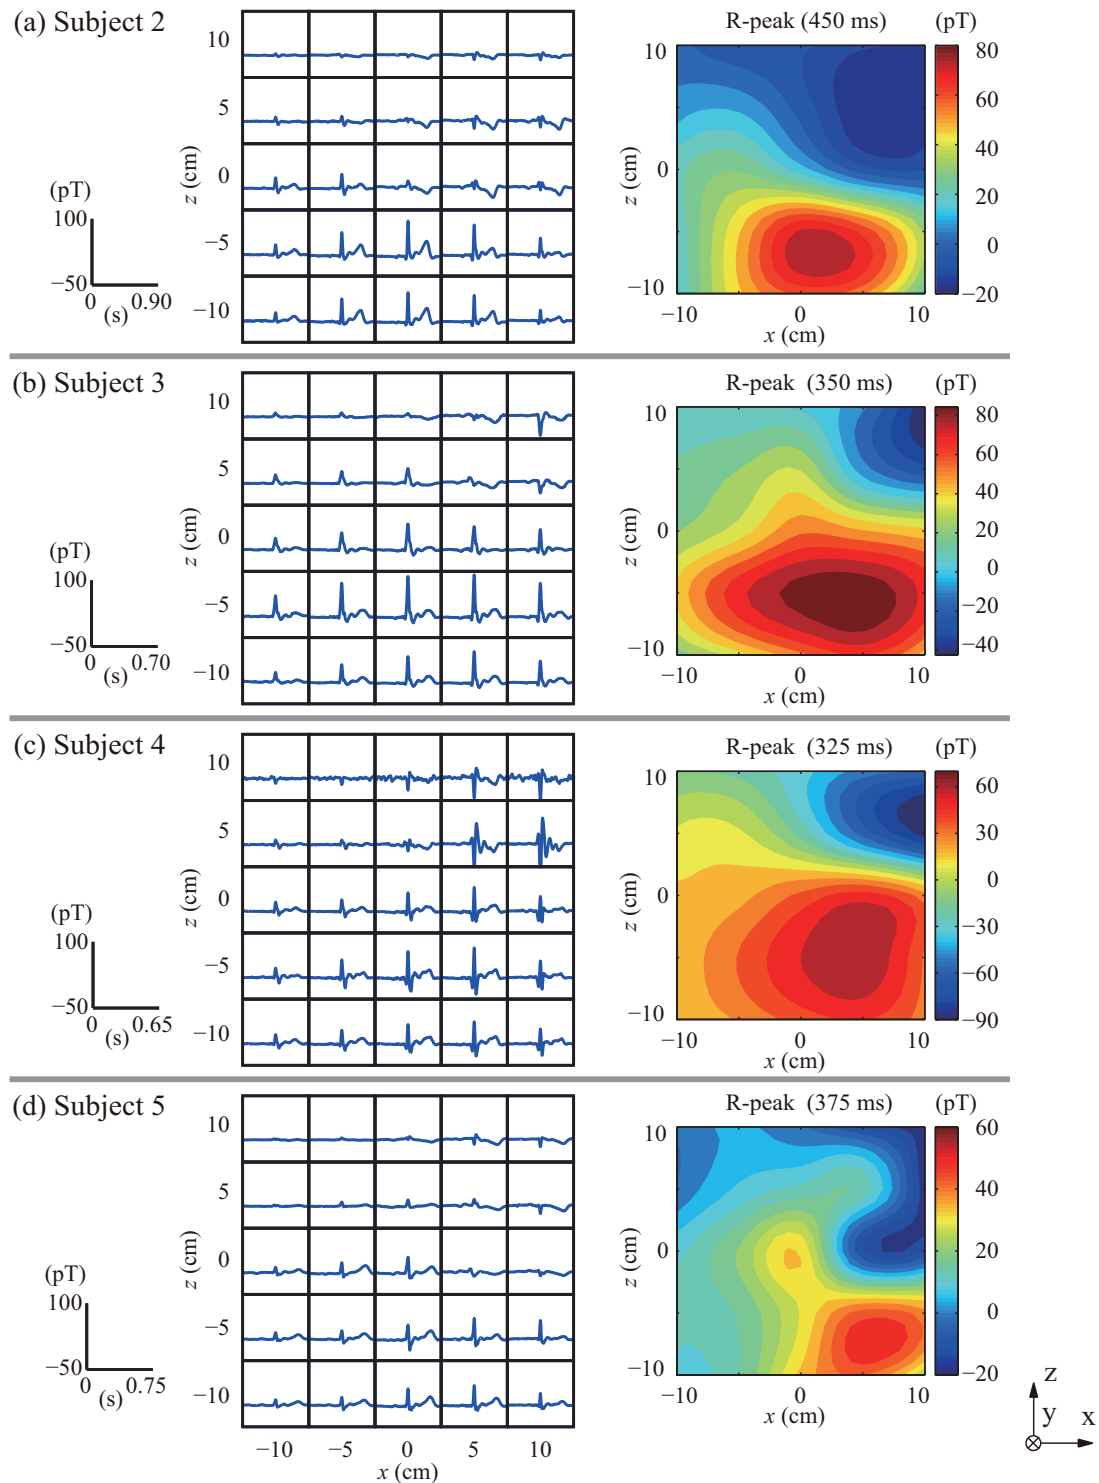 (a) Subject 2
R-peak (450 ms)
(pT)
10
5
0
−5
−10
z (cm)
(pT)
100
−50
0
0.90
(s)
10
0
−10
z (cm)
−10
0
10
x (cm)
80
60
40
20
0
−20
(b) Subject 3
R-peak (350 ms)
(pT)
10
5
0
−5
−10
z (cm)
(pT)
100
−50
0
0.70
(s)
10
0
−10
z (cm)
−10
0
10
x (cm)
80
60
40
20
0
−20
−40
(c) Subject 4
R-peak (325 ms)
(pT)
10
5
0
−5
−10
z (cm)
(pT)
100
−50
0
0.65
(s)
10
0
−10
z (cm)
−10
0
10
x (cm)
60
30
0
−30
−60
−90
(d) Subject 5
R-peak (375 ms)
(pT)
10
5
0
−5
−10
z (cm)
(pT)
100
−50
0
0.75
(s)
−10
−5
0
5
10
x (cm)
10
0
−10
z (cm)
−10
0
10
x (cm)
60
40
20
0
−20
z
y
x